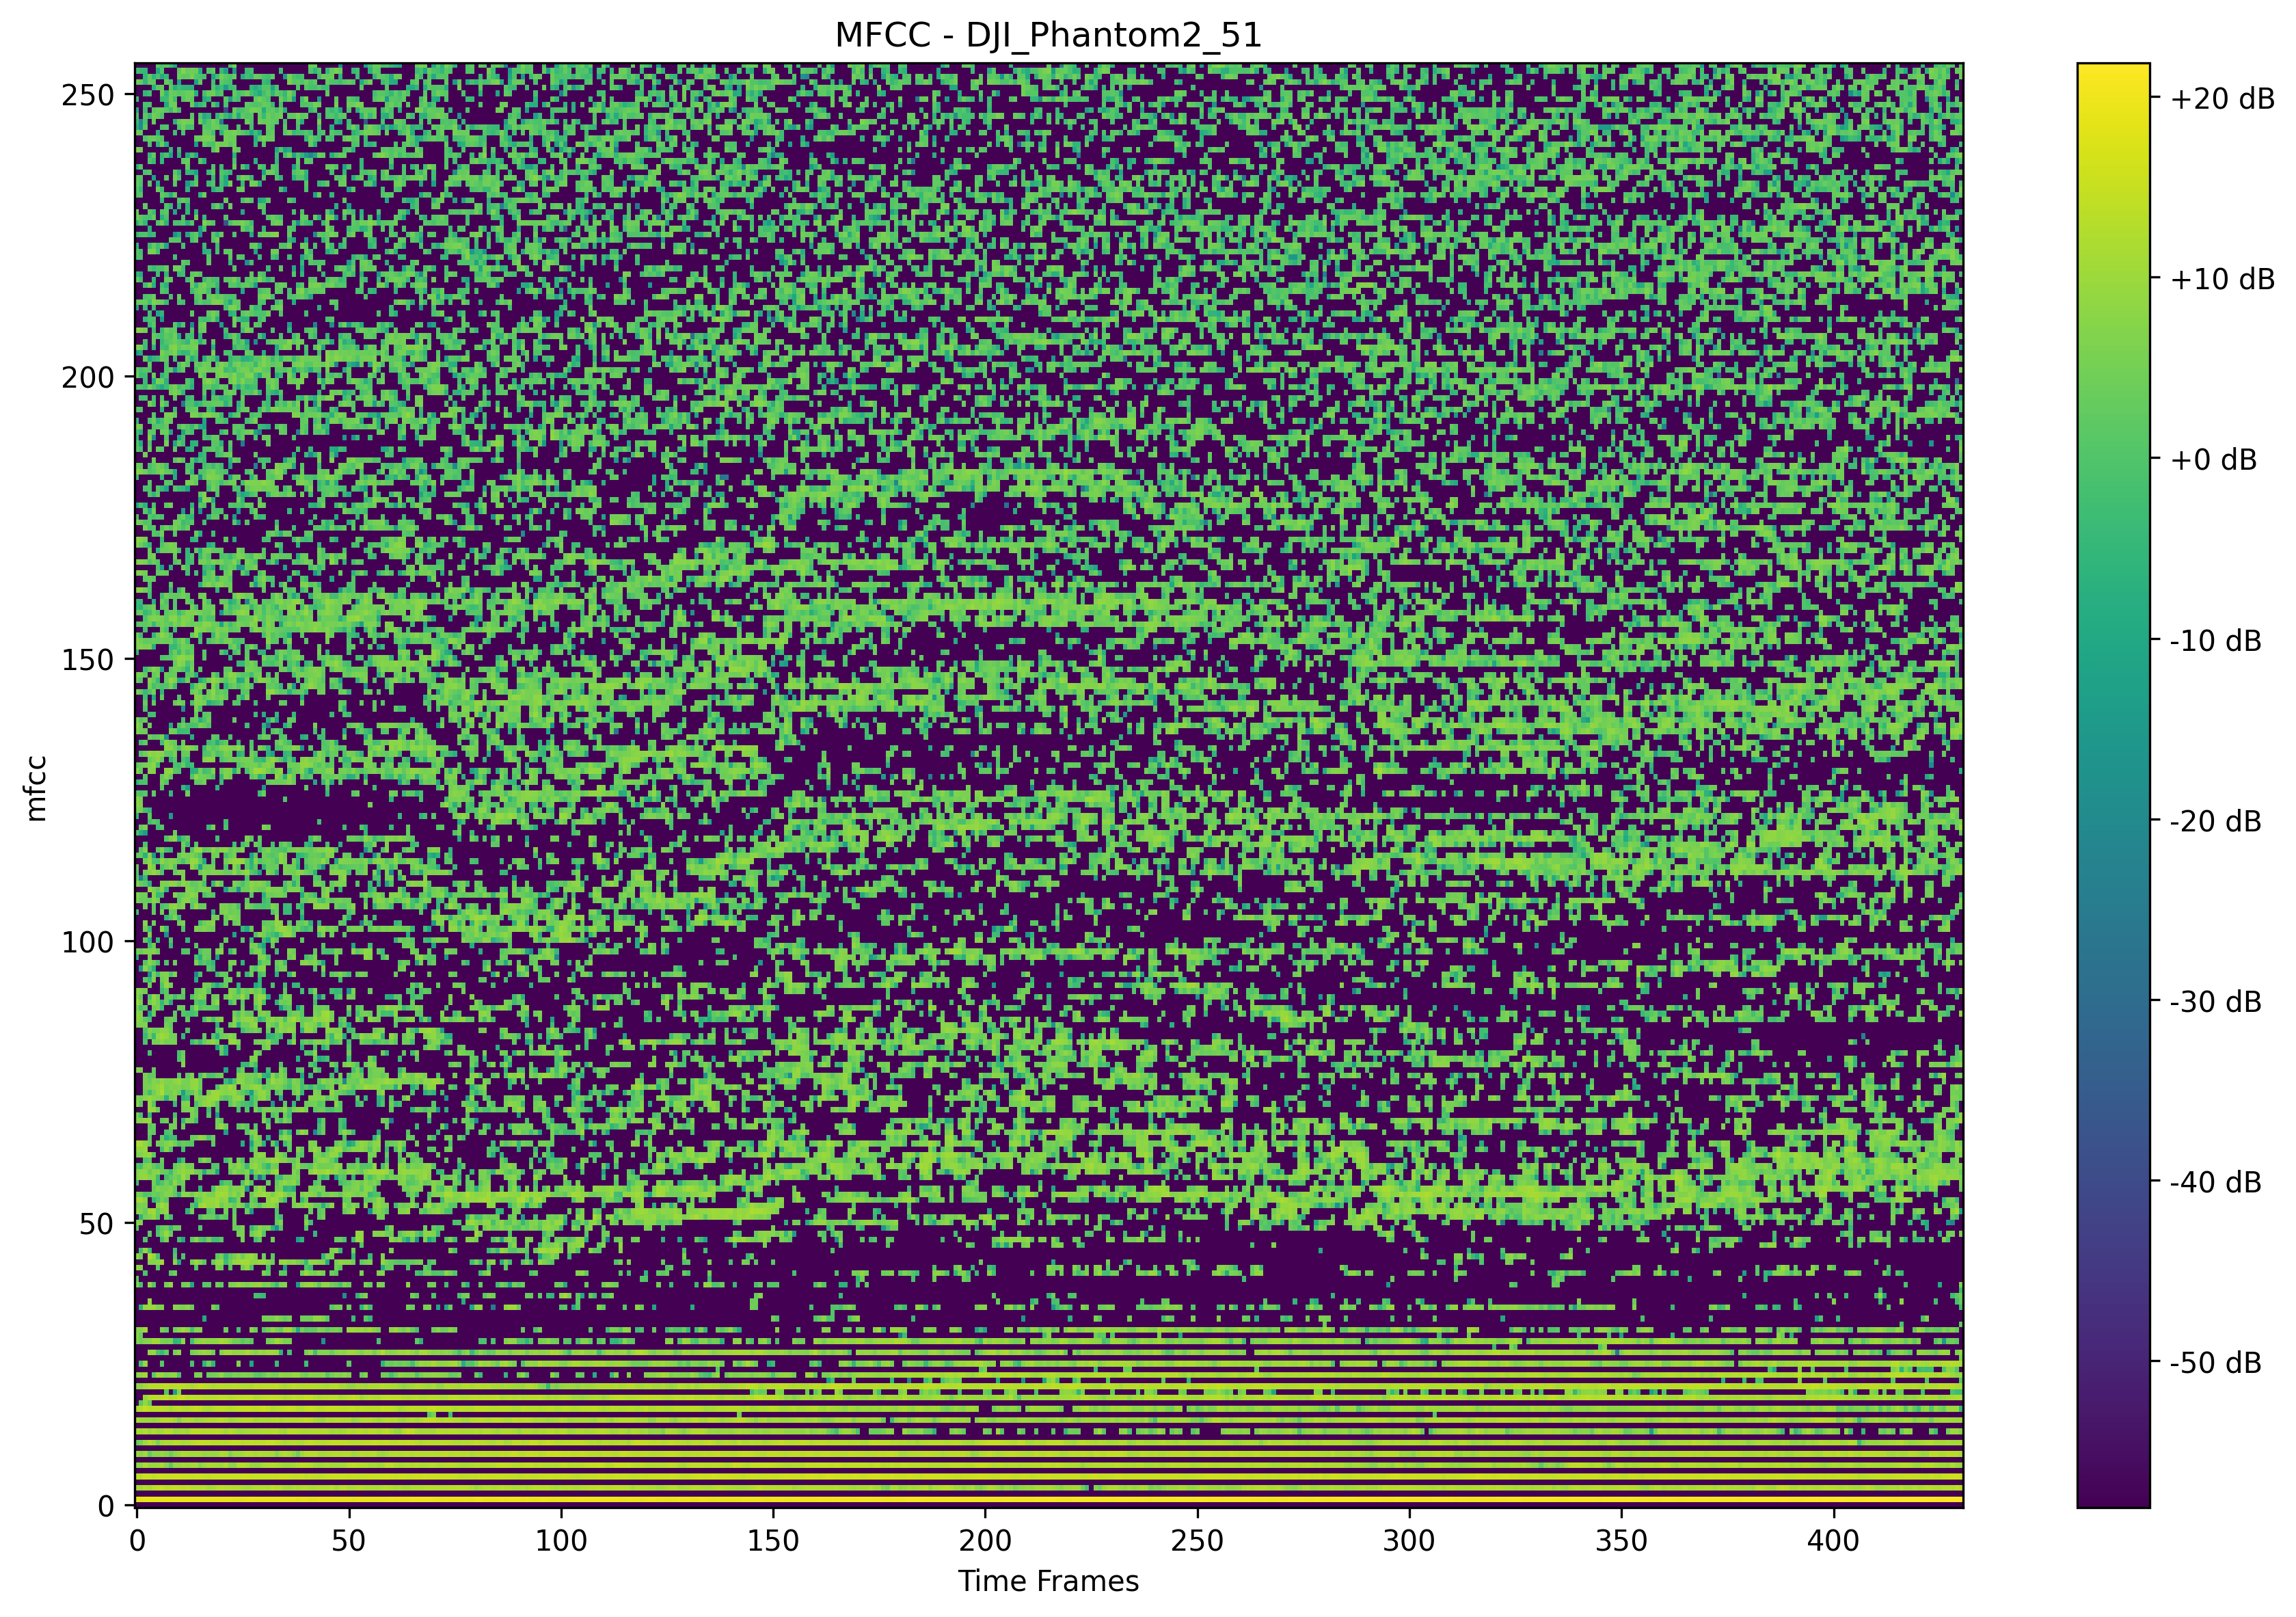 MFCC - DJI_Phantom2_51
250
200
150
100
50
0
mfcc
0 50 100 150 200 250 300 350 400
Time Frames
+20 dB
+10 dB
+0 dB
-10 dB
-20 dB
-30 dB
-40 dB
-50 dB